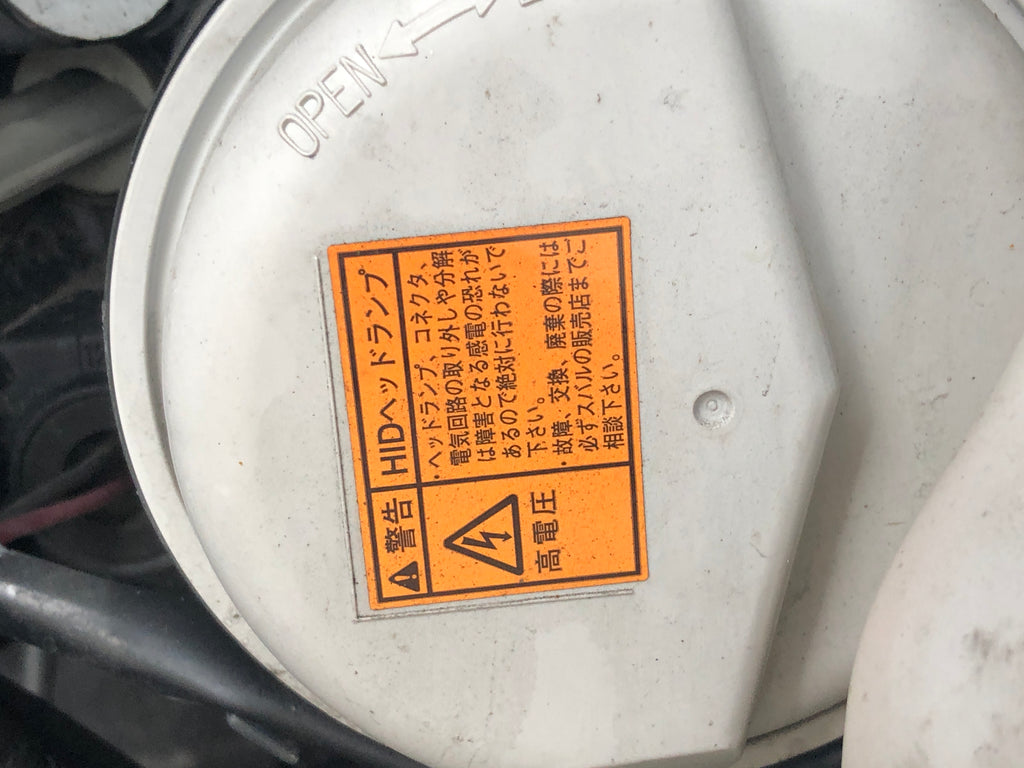 OPEN
警告
HIDヘッドランプ
高電圧
・ヘッドランプ、コネクタ、
電気回路の取り外しや分解
は障害となる感電の恐れが
あるので絶対に行わないで
下さい。
・故障、交換、廃棄の際には
必ずスバルの販売店までご
相談下さい。